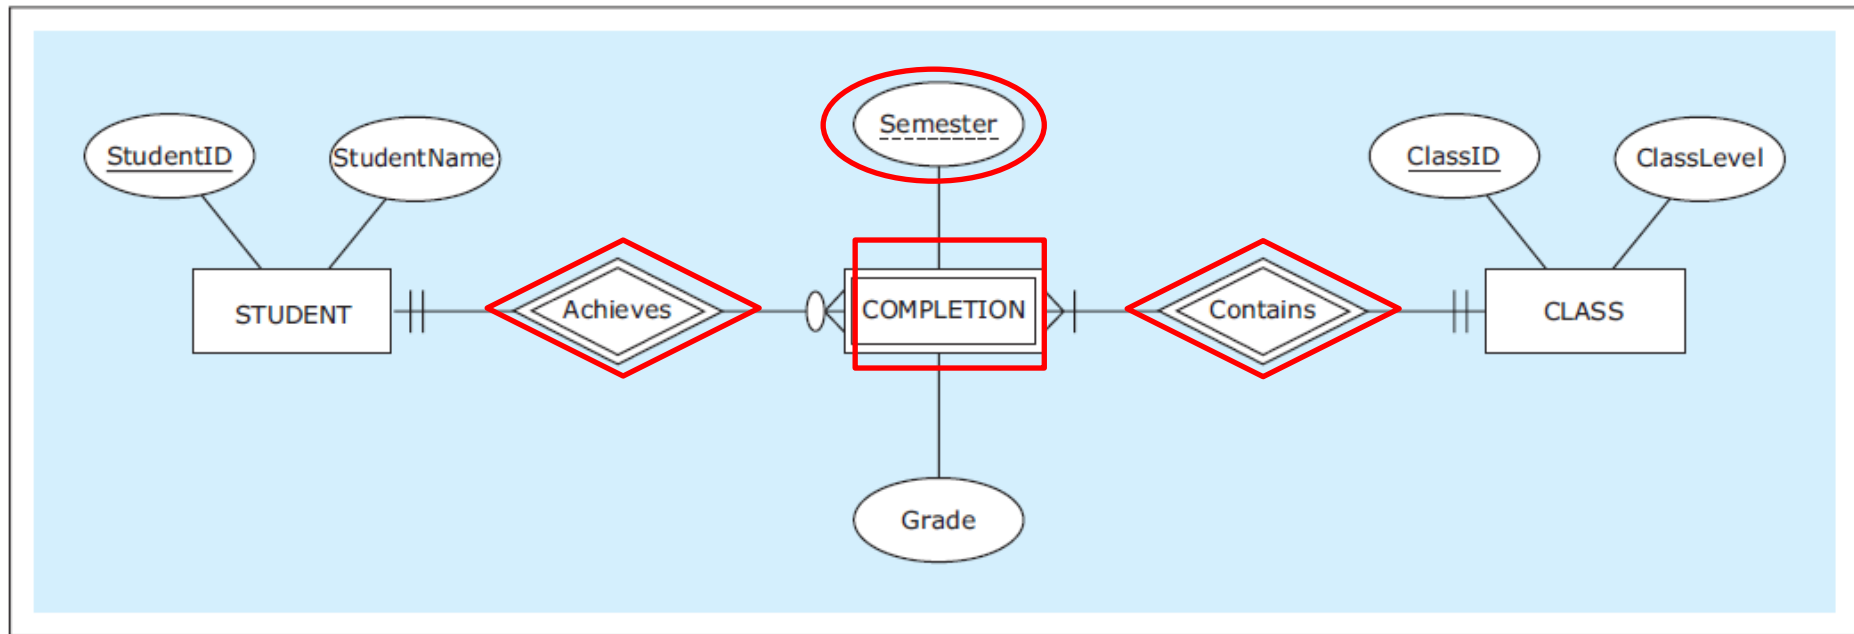 Semester
StudentID
StudentName
ClassID
ClassLevel
STUDENT
Achieves
COMPLETION
Contains
CLASS
Grade